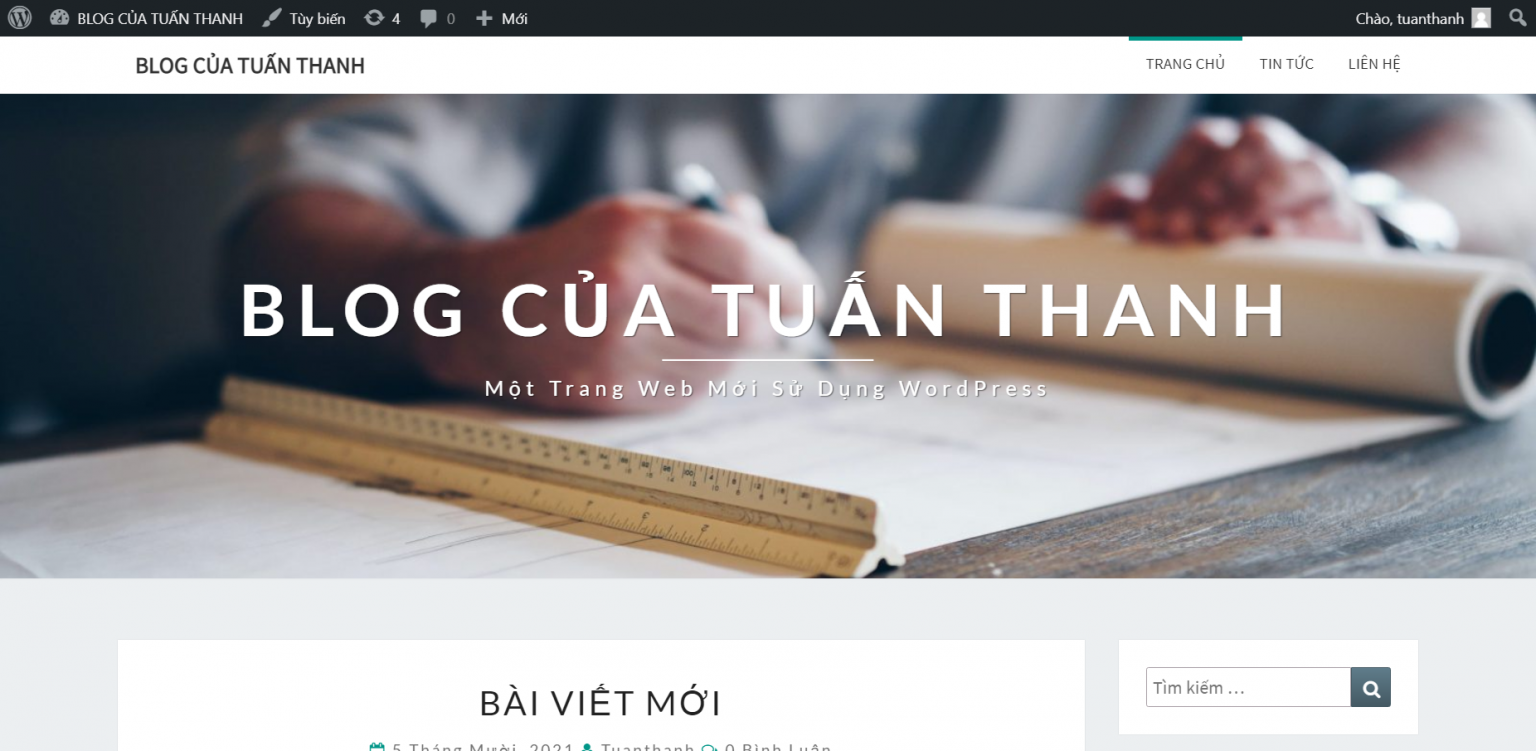 BLOG CỦA TUẤN THANH Tùy biến 4 0 Mới Chào, tuanthanh
BLOG CỦA TUẤN THANH TRANG CHỦ TIN TỨC LIÊN HỆ
BLOG CỦA TUẤN THANH
Một Trang Web Mới Sử Dụng WordPress
Tìm kiếm ...
BÀI VIẾT MỚI
5 Tháng Mười, 2021 Tuanthanh 0 Bình Luận